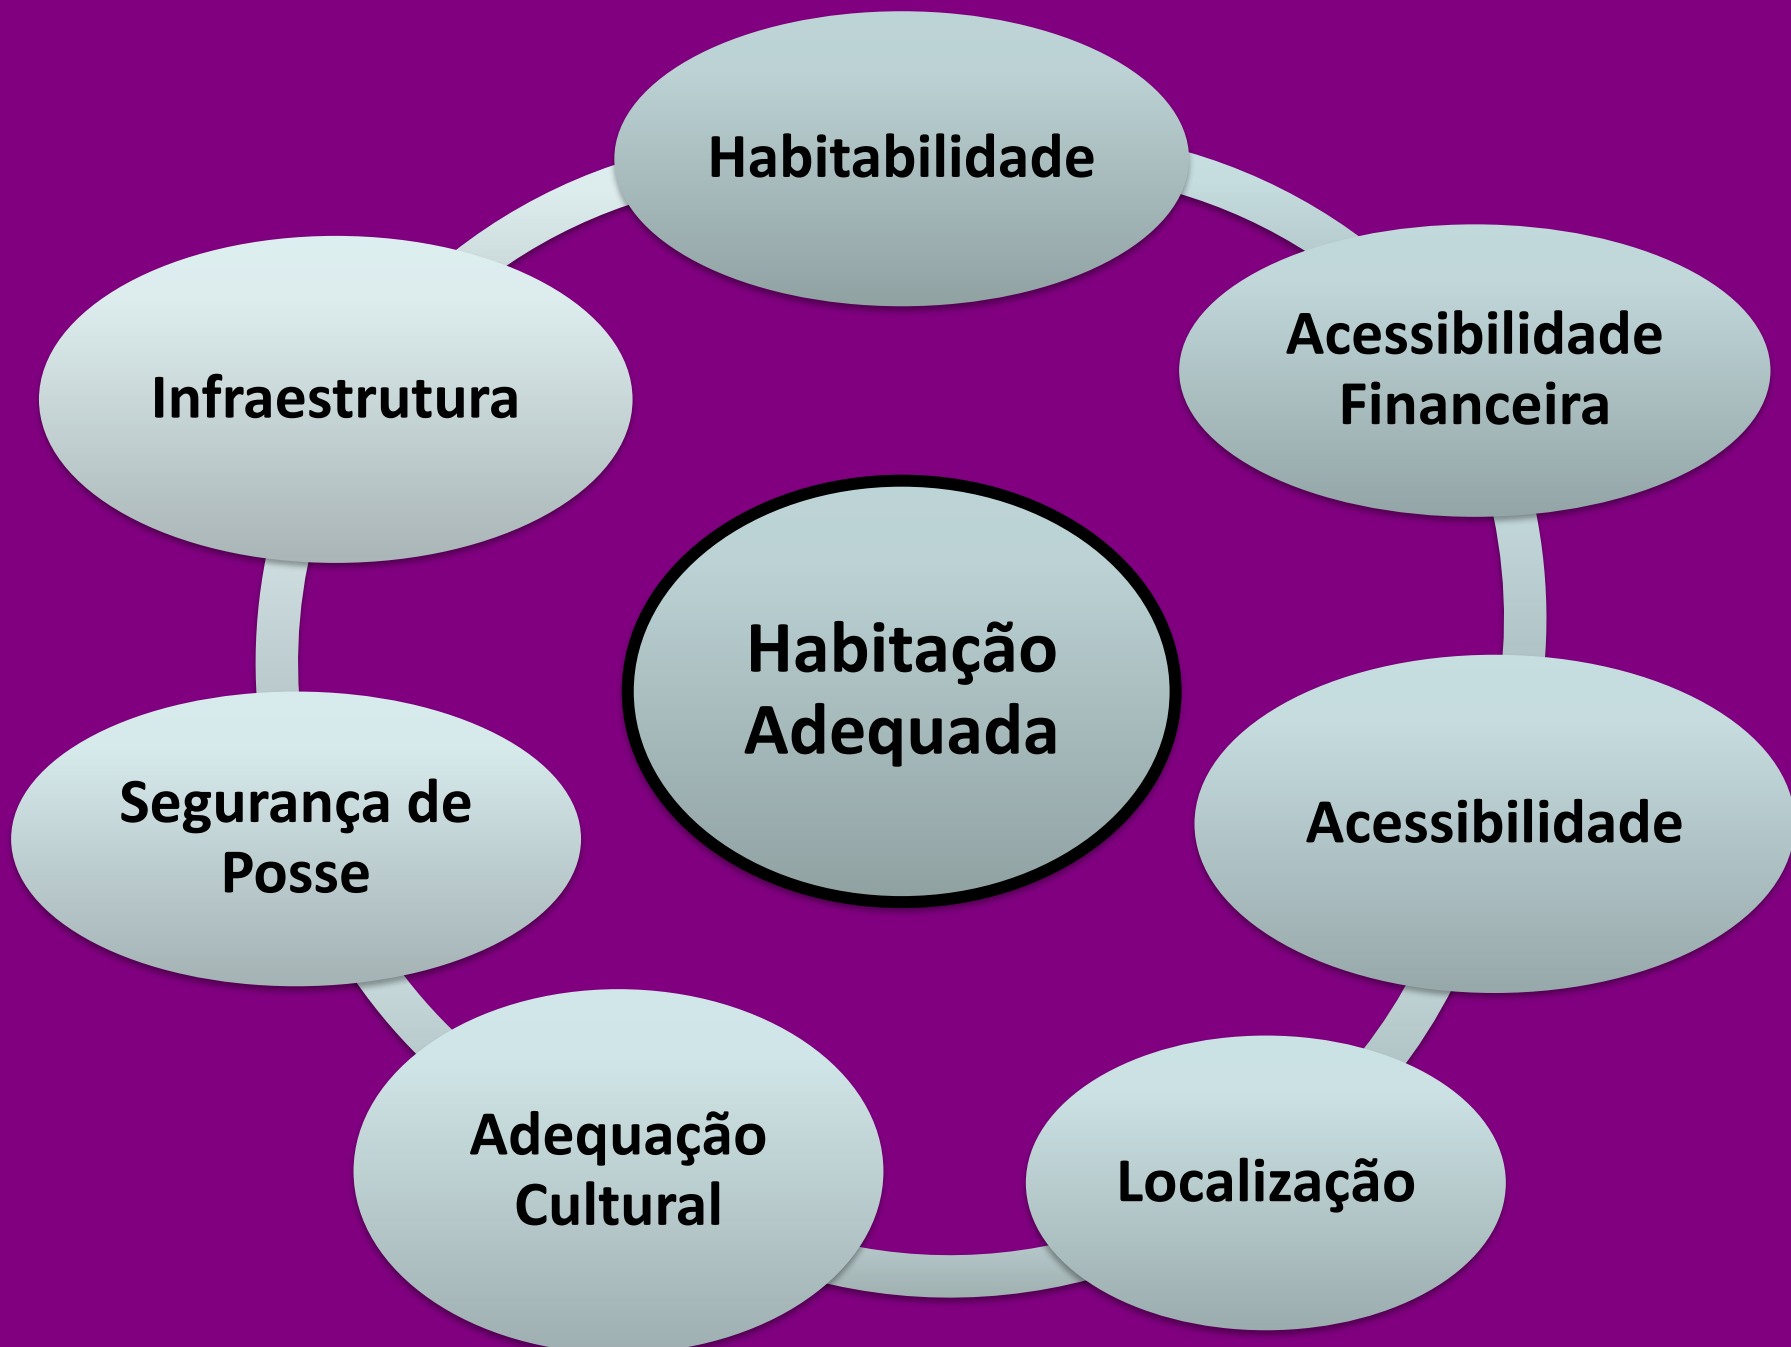 Habitabilidade
Acessibilidade
Financeira
Infraestrutura
Habitação
Adequada
Segurança de
Posse
Acessibilidade
Adequação
Cultural
Localização